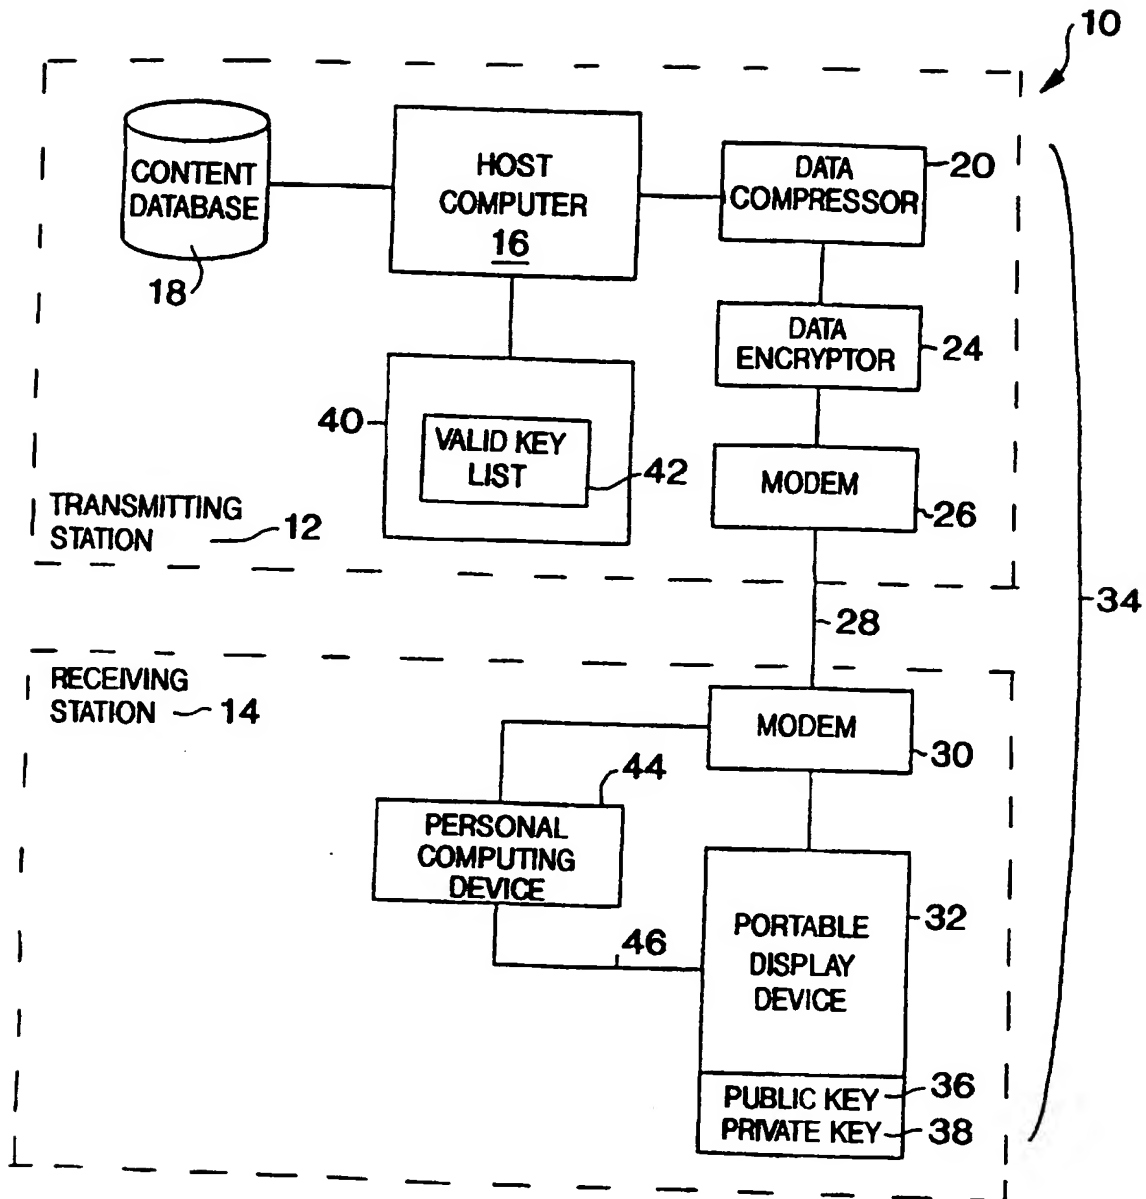 10
CONTENT
DATABASE
18
HOST
COMPUTER
16
DATA
COMPRESSOR
20
DATA
ENCRYPTOR
24
40
VALID KEY
LIST
42
MODEM
26
TRANSMITTING
STATION
12
28
34
RECEIVING
STATION
14
MODEM
30
44
PERSONAL
COMPUTING
DEVICE
PORTABLE
DISPLAY
DEVICE
32
46
PUBLIC KEY
36
PRIVATE KEY
38